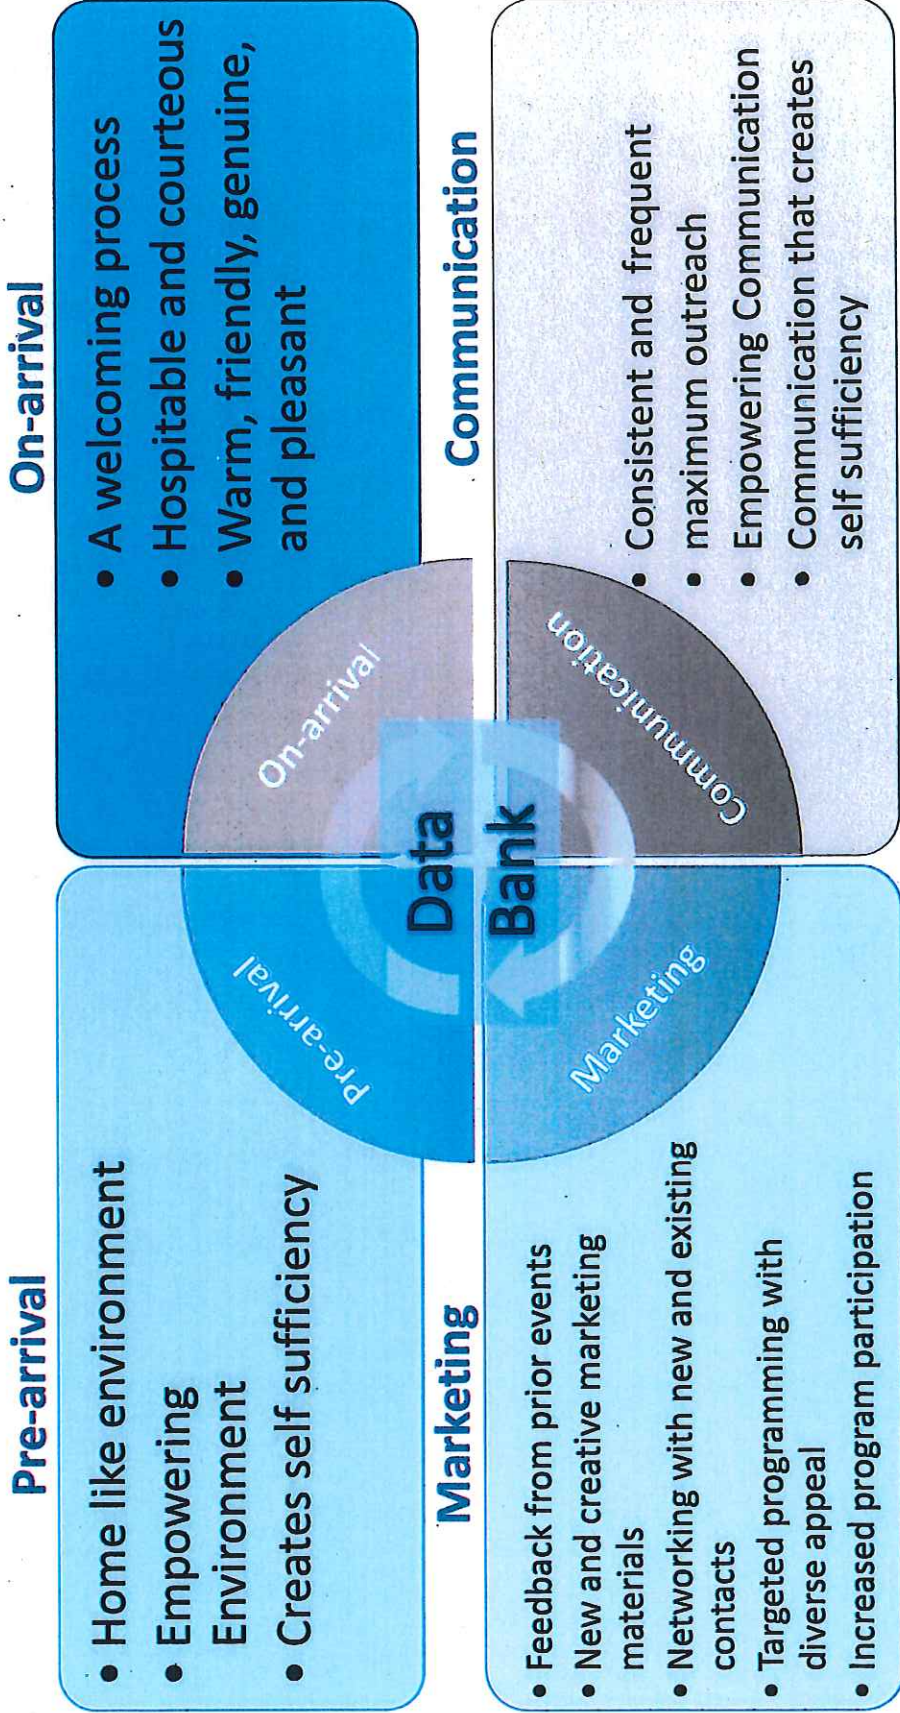 Pre-arrival
• Home like environment
• Empowering
Environment
• Creates self sufficiency
On-arrival
• A welcoming process
• Hospitable and courteous
• Warm, friendly, genuine,
and pleasant
Pre-arrival
On-arrival
Data
Bank
Marketing
Communication
Marketing
• Feedback from prior events
• New and creative marketing
materials
• Networking with new and existing
contacts
• Targeted programming with
diverse appeal
• Increased program participation
Communication
• Consistent and frequent
• maximum outreach
• Empowering Communication
• Communication that creates
self sufficiency